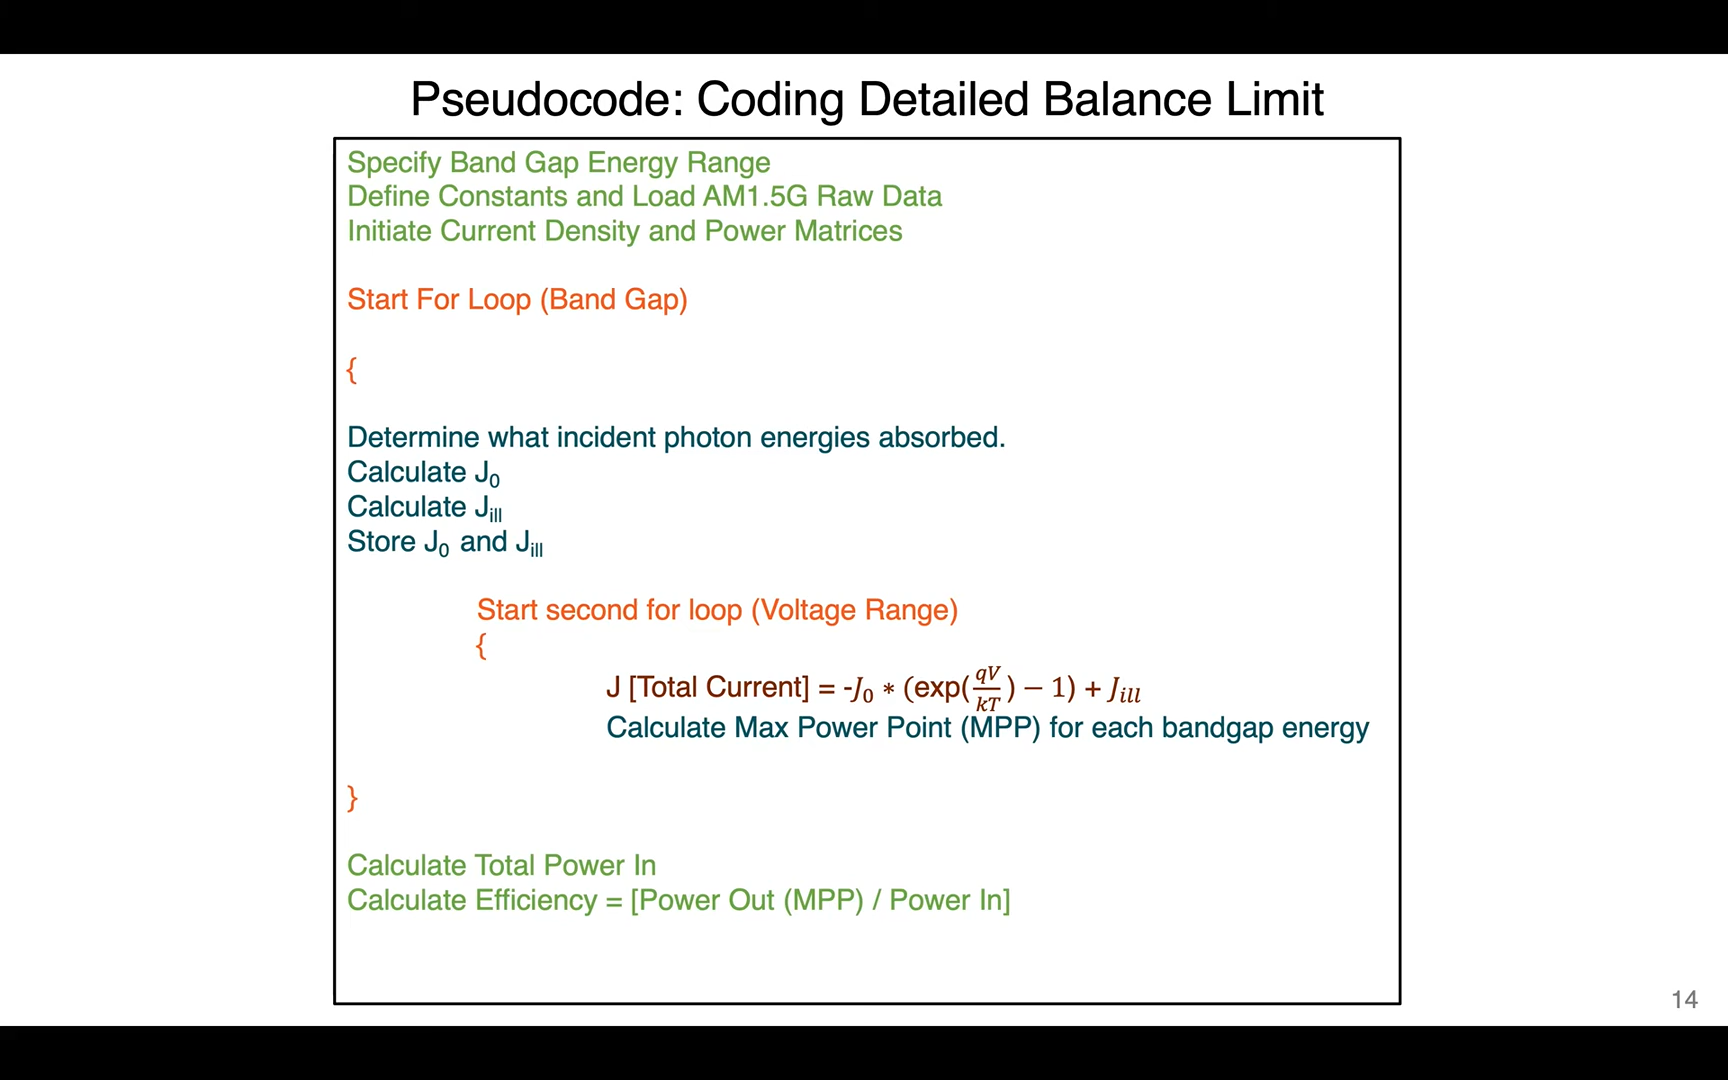 Pseudocode: Coding Detailed Balance Limit
Specify Band Gap Energy Range
Define Constants and Load AM1.5G Raw Data
Initiate Current Density and Power Matrices
Start For Loop (Band Gap)
{
Determine what incident photon energies absorbed.
Calculate J₀
Calculate Jᵢₗₗ
Store J₀ and Jᵢₗₗ
Start second for loop (Voltage Range)
{
J [Total Current] = -J₀ * (exp(qV/kT) − 1) + Jᵢₗₗ
Calculate Max Power Point (MPP) for each bandgap energy
}
Calculate Total Power In
Calculate Efficiency = [Power Out (MPP) / Power In]
14